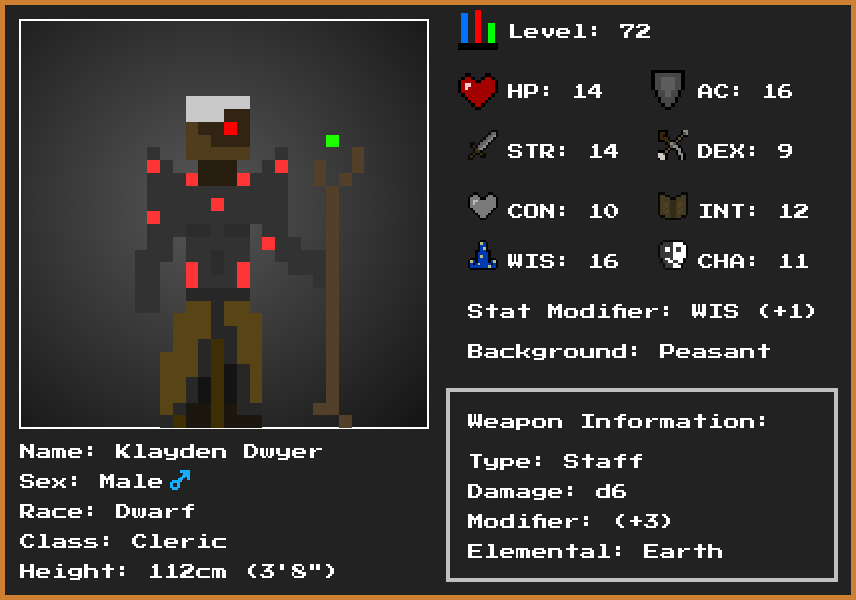 Level: 72
HP: 14
AC: 16
STR: 14
DEX: 9
CON: 10
INT: 12
WIS: 16
CHA: 11
Stat Modifier: WIS (+1)
Background: Peasant
Weapon Information:
Type: Staff
Damage: d6
Modifier: (+3)
Elemental: Earth
Name: Klayden Dwyer
Sex: Male♂
Race: Dwarf
Class: Cleric
Height: 112cm (3'8")